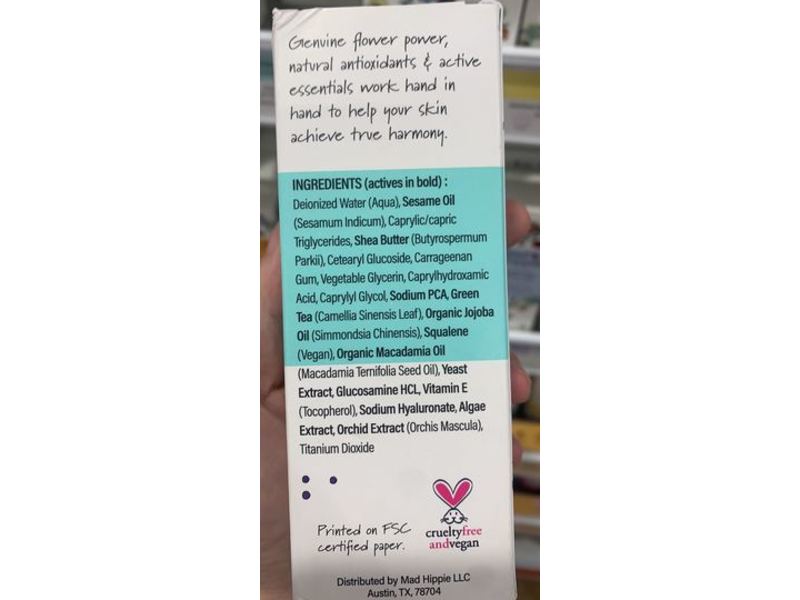 Genuine flower power,
natural antioxidants & active
essentials work hand in
hand to help your skin
achieve true harmony.
INGREDIENTS (actives in bold) :
Deionized Water (Aqua), Sesame Oil
(Sesamum Indicum), Caprylic/capric
Triglycerides, Shea Butter (Butyrospermum
Parkii), Cetearyl Glucoside, Carrageenan
Gum, Vegetable Glycerin, Caprylhydroxamic
Acid, Caprylyl Glycol, Sodium PCA, Green
Tea (Camellia Sinensis Leaf), Organic Jojoba
Oil (Simmondsia Chinensis), Squalene
(Vegan), Organic Macadamia Oil
(Macadamia Ternifolia Seed Oil), Yeast
Extract, Glucosamine HCL, Vitamin E
(Tocopherol), Sodium Hyaluronate, Algae
Extract, Orchid Extract (Orchis Mascula),
Titanium Dioxide
Printed on FSC
certified paper.
crueltyfree
andvegan
Distributed by Mad Hippie LLC
Austin, TX, 78704